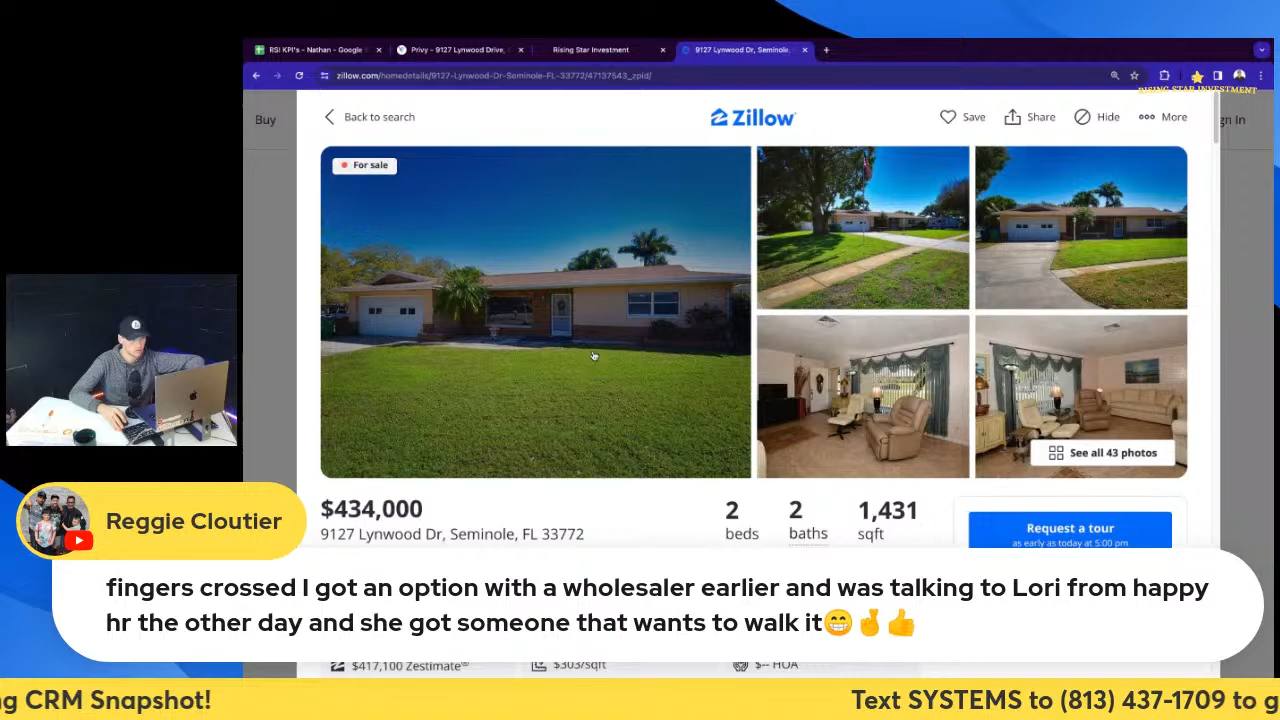 RSI KPI's - Nathan - Google
Privy - 9127 Lynwood Drive,
Rising Star Investment
9127 Lynwood Dr, Seminole,
zillow.com/homedetails/9127-Lynwood-Dr-Seminole-FL-33772/47137543_zpid/
RISING STAR INVESTMENT
Buy
Back to search
Zillow
Save
Share
Hide
More
gn In
For sale
See all 43 photos
$434,000
2
2
1,431
9127 Lynwood Dr, Seminole, FL 33772
beds
baths
sqft
Request a tour
as early as today at 5:00 pm
Reggie Cloutier
fingers crossed I got an option with a wholesaler earlier and was talking to Lori from happy
hr the other day and she got someone that wants to walk it😁🤞👍
$417,100 Zestimate®
$303/sqft
$-- HOA
ng CRM Snapshot!
Text SYSTEMS to (813) 437-1709 to g